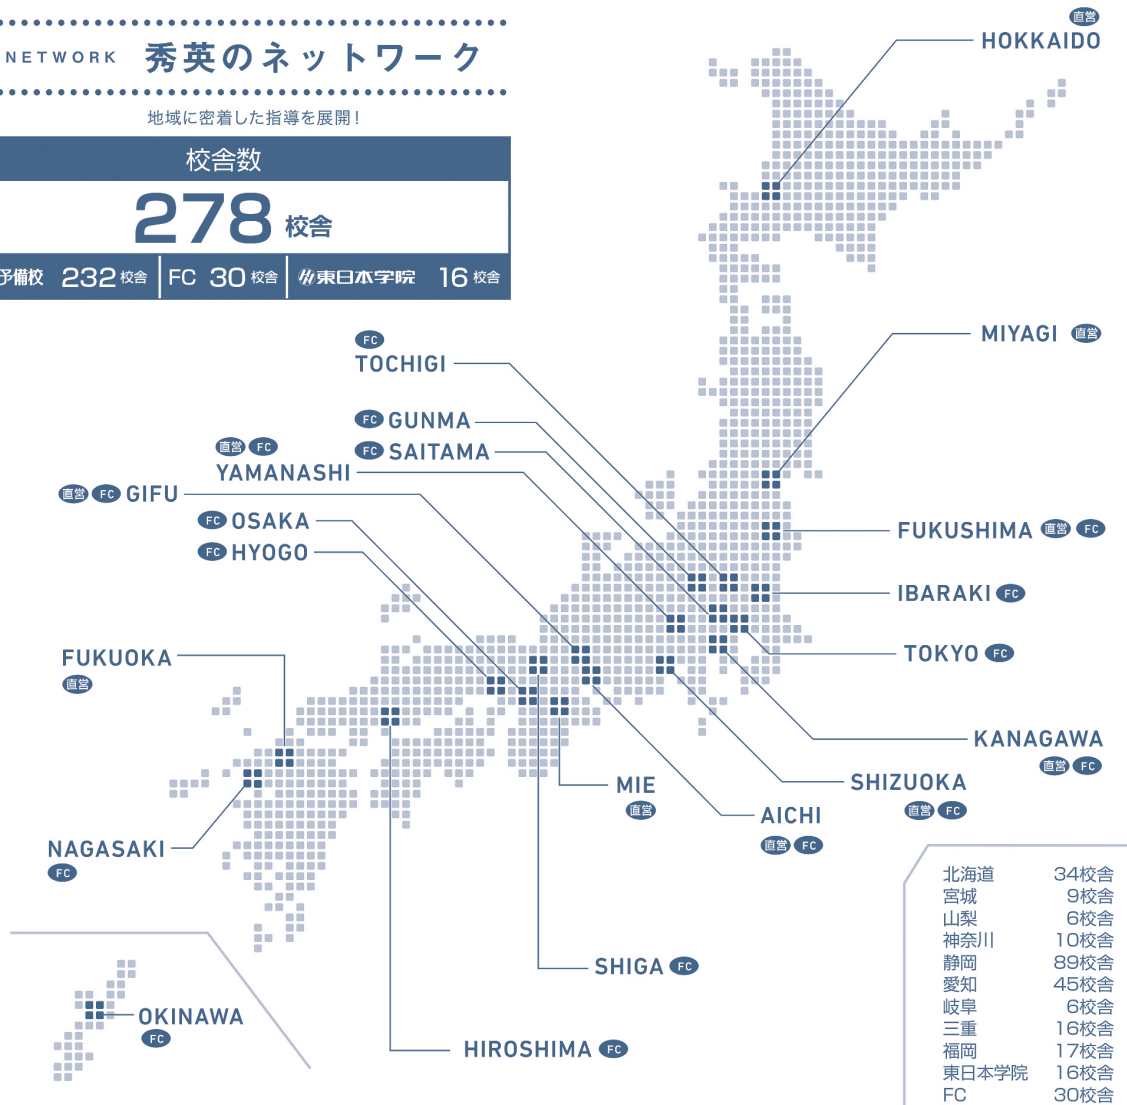 NETWORK 秀英のネットワーク
地域に密着した指導を展開！
校舎数
278 校舎
予備校 232校舎 FC 30校舎 東日本学院 16校舎
直営
HOKKAIDO
MIYAGI 直営
FC
TOCHIGI
FC GUNMA
FC SAITAMA
直営 FC
YAMANASHI
直営 FC GIFU
FC OSAKA
FC HYOGO
FUKUSHIMA 直営 FC
IBARAKI FC
TOKYO FC
FUKUOKA
直営
KANAGAWA
直営 FC
SHIZUOKA
直営 FC
MIE
直営
AICHI
直営 FC
NAGASAKI
FC
SHIGA FC
OKINAWA
FC
HIROSHIMA FC
北海道 34校舎
宮城 9校舎
山梨 6校舎
神奈川 10校舎
静岡 89校舎
愛知 45校舎
岐阜 6校舎
三重 16校舎
福岡 17校舎
東日本学院 16校舎
FC 30校舎